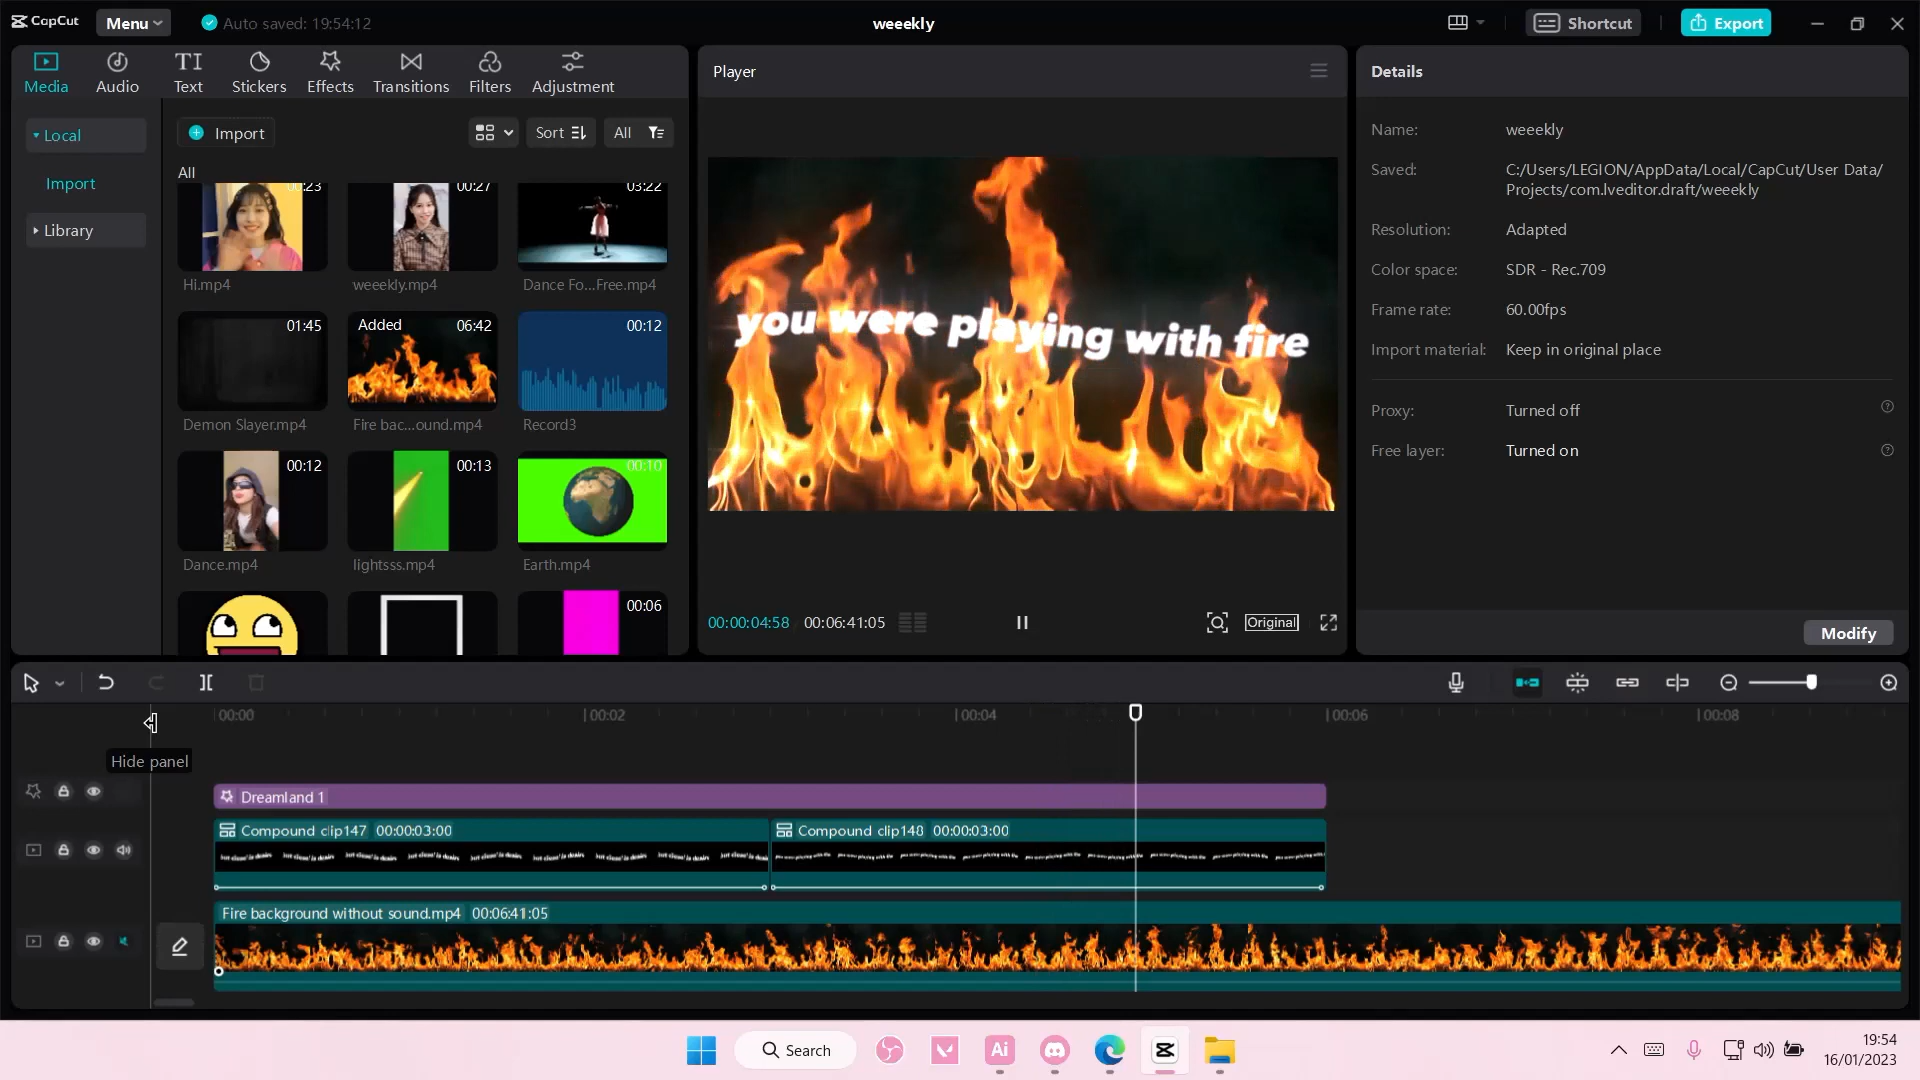 CapCut
Menu
Auto saved: 19:54:12
weeekly
Shortcut
Export
Media
Audio
TI
Text
Stickers
Effects
Transitions
Filters
Adjustment
Local
Import
Library
Import
Sort
All
All
00:23
00:27
03:22
Hi.mp4
weeekly.mp4
Dance Fo...Free.mp4
01:45
Added
06:42
00:12
Demon Slayer.mp4
Fire bac...ound.mp4
Record3
00:12
00:13
00:10
Dance.mp4
lightsss.mp4
Earth.mp4
00:06
Player
you were playing with fire
00:00:04:58
00:06:41:05
Original
Details
Name:
weeekly
Saved:
C:/Users/LEGION/AppData/Local/CapCut/User Data/
Projects/com.lveditor.draft/weeekly
Resolution:
Adapted
Color space:
SDR - Rec.709
Frame rate:
60.00fps
Import material:
Keep in original place
Proxy:
Turned off
Free layer:
Turned on
Modify
00:00
00:02
00:04
00:06
00:08
Hide panel
Dreamland 1
Compound clip147 00:00:03:00
Compound clip148 00:00:03:00
Fire background without sound.mp4 00:06:41:05
Search
Ai
19:54
16/01/2023